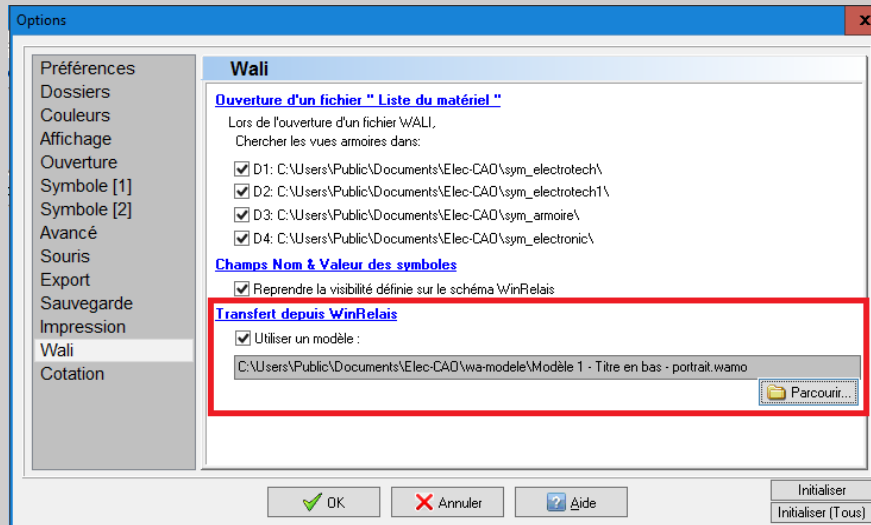 Options
x
Préférences
Dossiers
Couleurs
Affichage
Ouverture
Symbole [1]
Symbole [2]
Avancé
Souris
Export
Sauvegarde
Impression
Wali
Cotation
Wali
Ouverture d'un fichier " Liste du matériel "
Lors de l'ouverture d'un fichier WALI,
Chercher les vues armoires dans:
D1: C:\Users\Public\Documents\Elec-CAO\sym_electrotech\
D2: C:\Users\Public\Documents\Elec-CAO\sym_electrotech1\
D3: C:\Users\Public\Documents\Elec-CAO\sym_armoire\
D4: C:\Users\Public\Documents\Elec-CAO\sym_electronic\
Champs Nom & Valeur des symboles
Reprendre la visibilité définie sur le schéma WinRelais
Transfert depuis WinRelais
Utiliser un modèle :
C:\Users\Public\Documents\Elec-CAO\wa-modele\Modèle 1 - Titre en bas - portrait.wamo
Parcourir...
OK
Annuler
Aide
Initialiser
Initialiser (Tous)